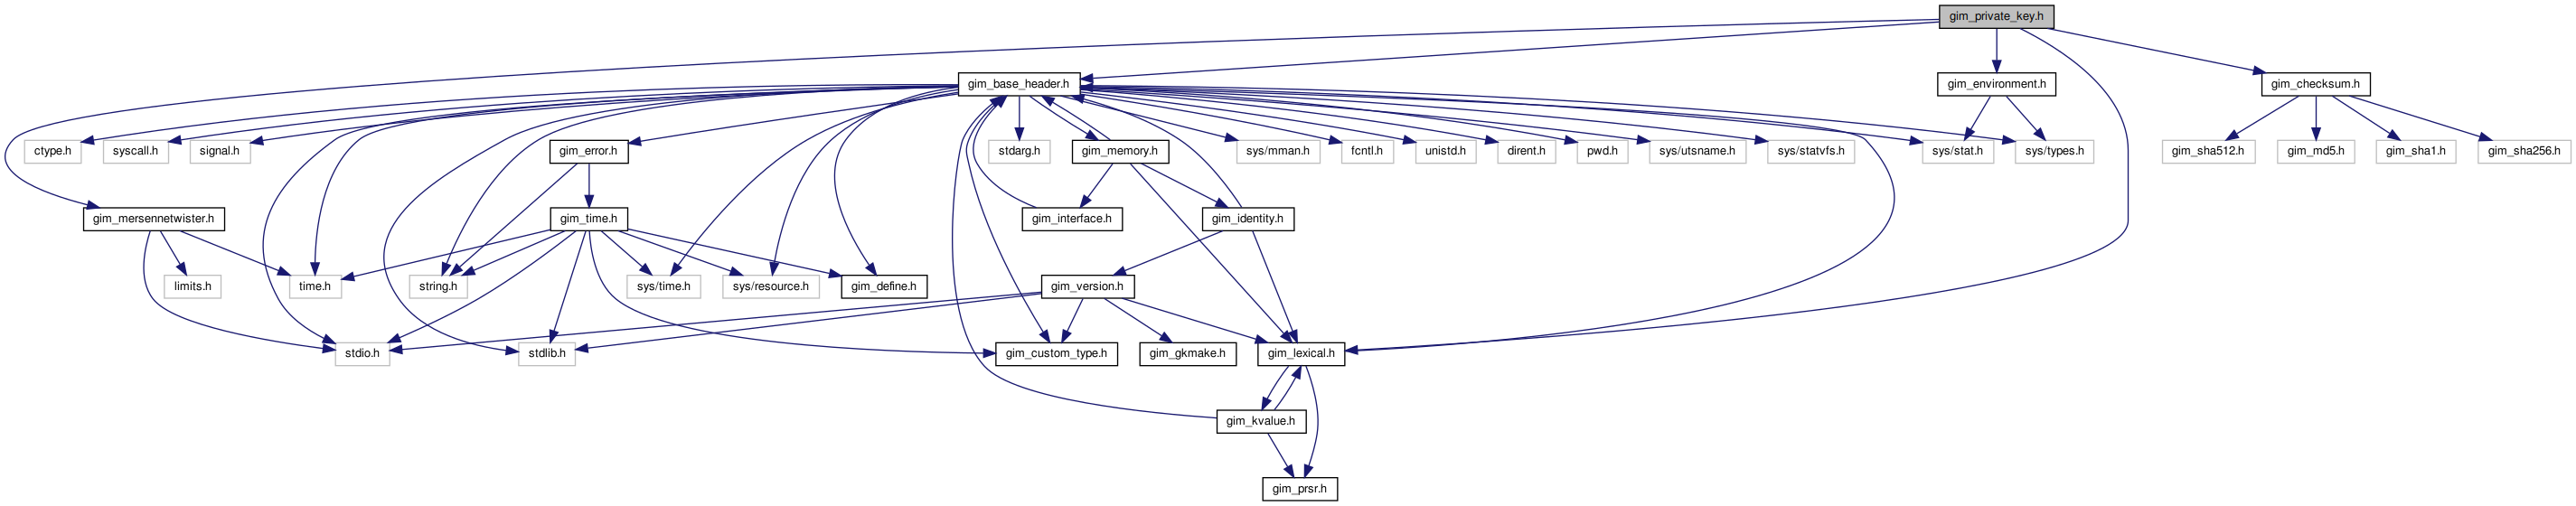 gim_private_key.h
gim_base_header.h
gim_environment.h
gim_checksum.h
ctype.h
syscall.h
signal.h
gim_error.h
stdarg.h
gim_memory.h
sys/mman.h
fcntl.h
unistd.h
dirent.h
pwd.h
sys/utsname.h
sys/statvfs.h
sys/stat.h
sys/types.h
gim_sha512.h
gim_md5.h
gim_sha1.h
gim_sha256.h
gim_mersennetwister.h
gim_time.h
gim_interface.h
gim_identity.h
limits.h
time.h
string.h
sys/time.h
sys/resource.h
gim_define.h
gim_version.h
stdio.h
stdlib.h
gim_custom_type.h
gim_gkmake.h
gim_lexical.h
gim_kvalue.h
gim_prsr.h